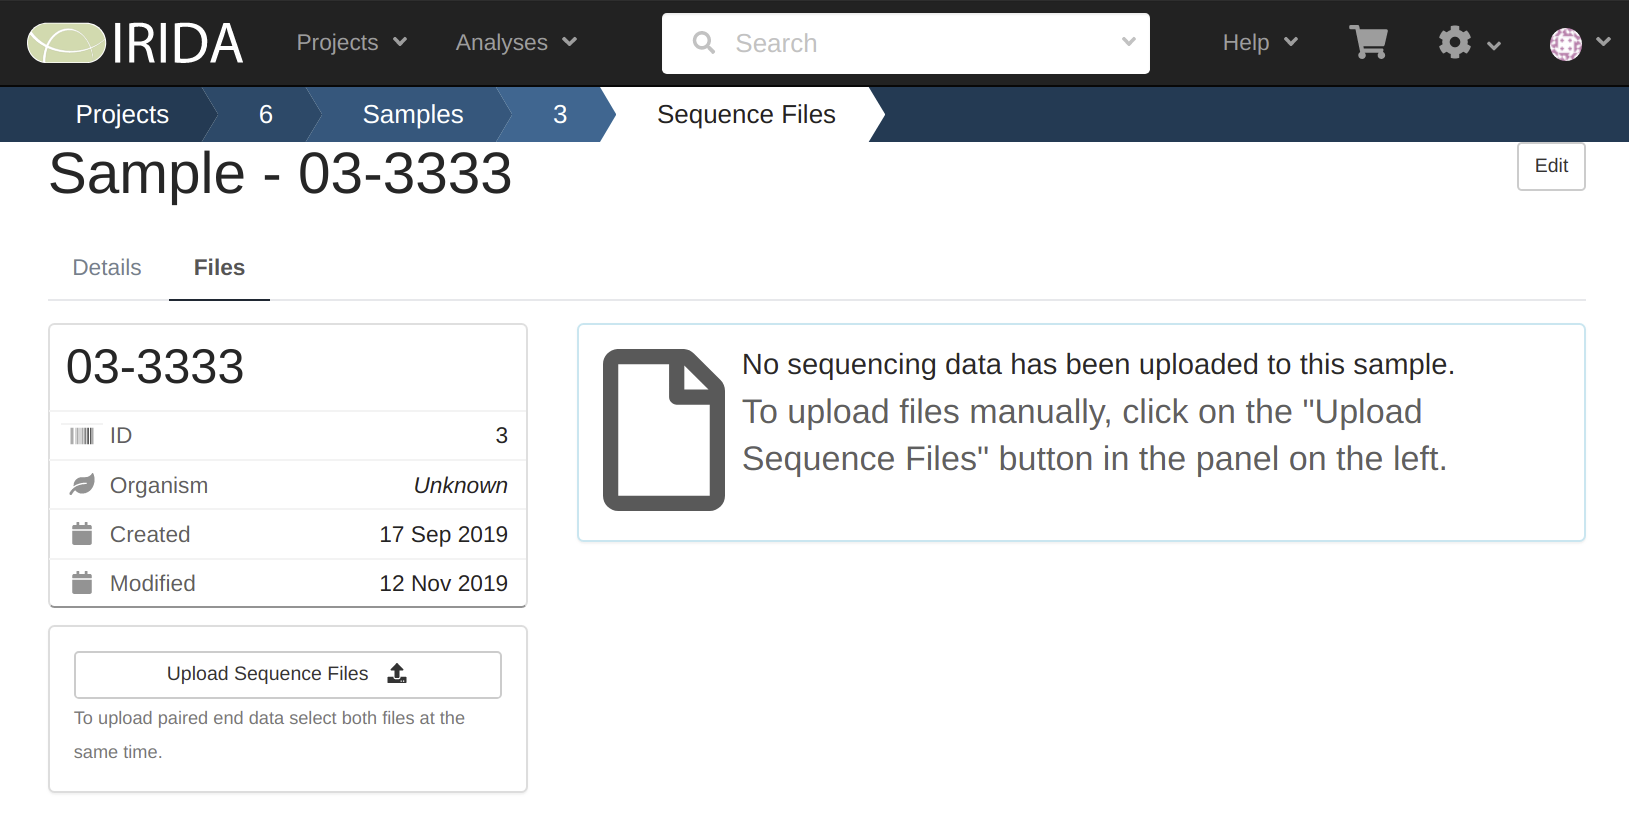 IRIDA Projects Analyses Search Help
Projects 6 Samples 3 Sequence Files
Sample - 03-3333
Edit
Details Files
03-3333
ID 3
Organism Unknown
Created 17 Sep 2019
Modified 12 Nov 2019
Upload Sequence Files
To upload paired end data select both files at the
same time.
No sequencing data has been uploaded to this sample.
To upload files manually, click on the "Upload
Sequence Files" button in the panel on the left.